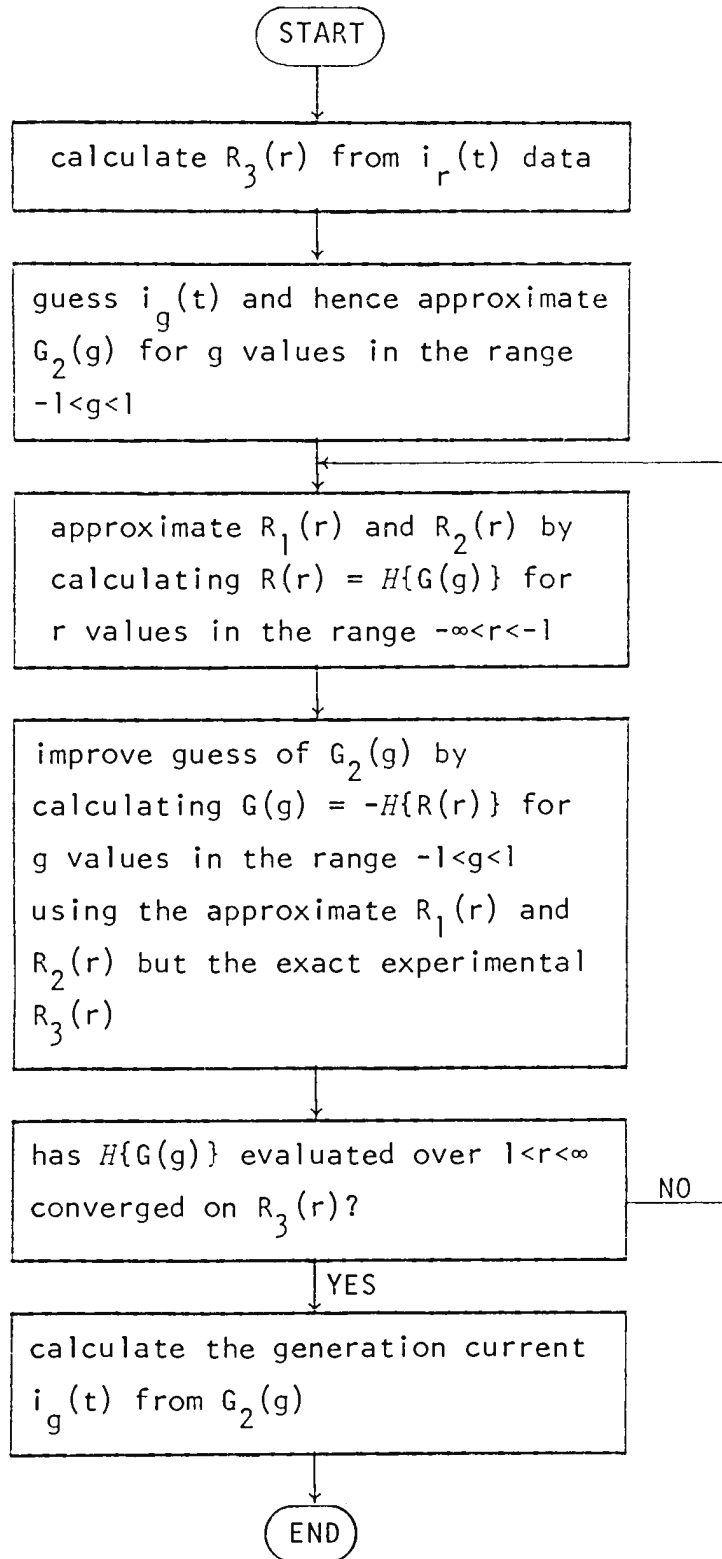 START
calculate R₃(r) from iᵣ(t) data
guess i_g(t) and hence approximate
G₂(g) for g values in the range
-1<g<1
approximate R₁(r) and R₂(r) by
calculating R(r) = H{G(g)} for
r values in the range -∞<r<-1
improve guess of G₂(g) by
calculating G(g) = -H{R(r)} for
g values in the range -1<g<1
using the approximate R₁(r) and
R₂(r) but the exact experimental
R₃(r)
has H{G(g)} evaluated over 1<r<∞
converged on R₃(r)?
NO
YES
calculate the generation current
i_g(t) from G₂(g)
END